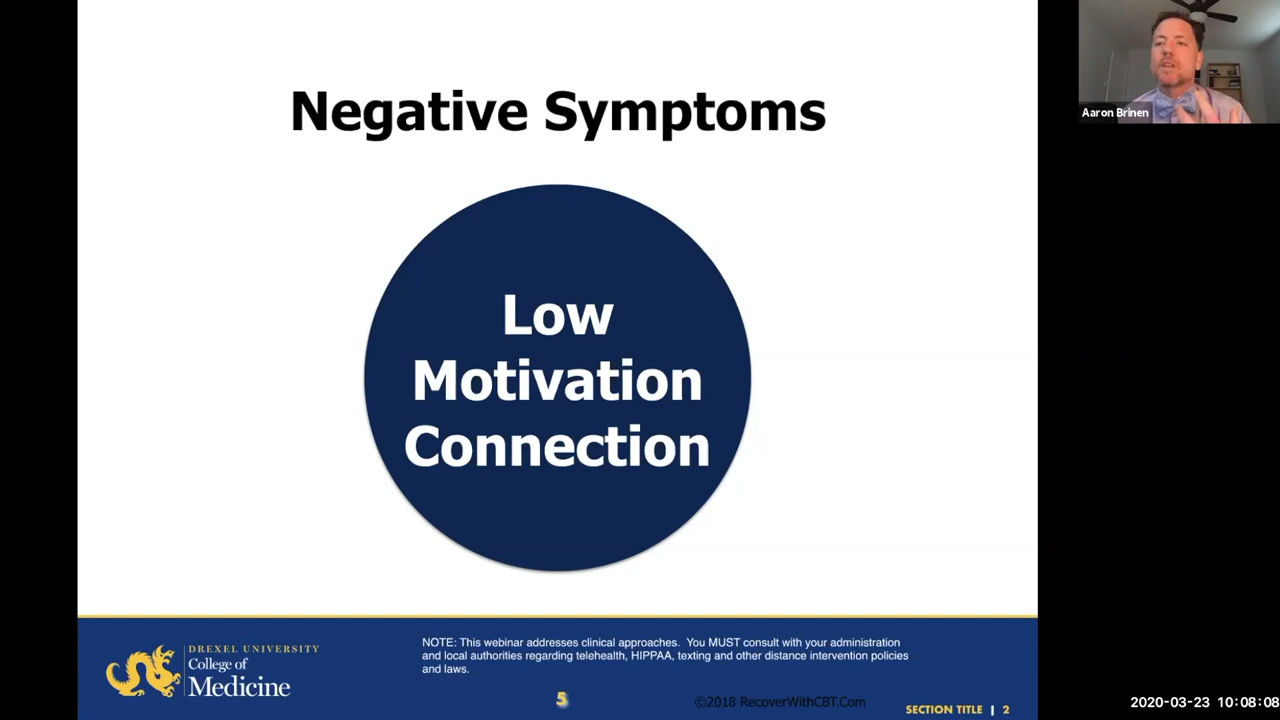 Negative Symptoms
Low
Motivation
Connection
Aaron Brinen
DREXEL UNIVERSITY
College of
Medicine
NOTE: This webinar addresses clinical approaches. You MUST consult with your administration
and local authorities regarding telehealth, HIPPAA, texting and other distance intervention policies
and laws.
5
©2018 RecoverWithCBT.Com
SECTION TITLE | 2
2020-03-23 10:08:08